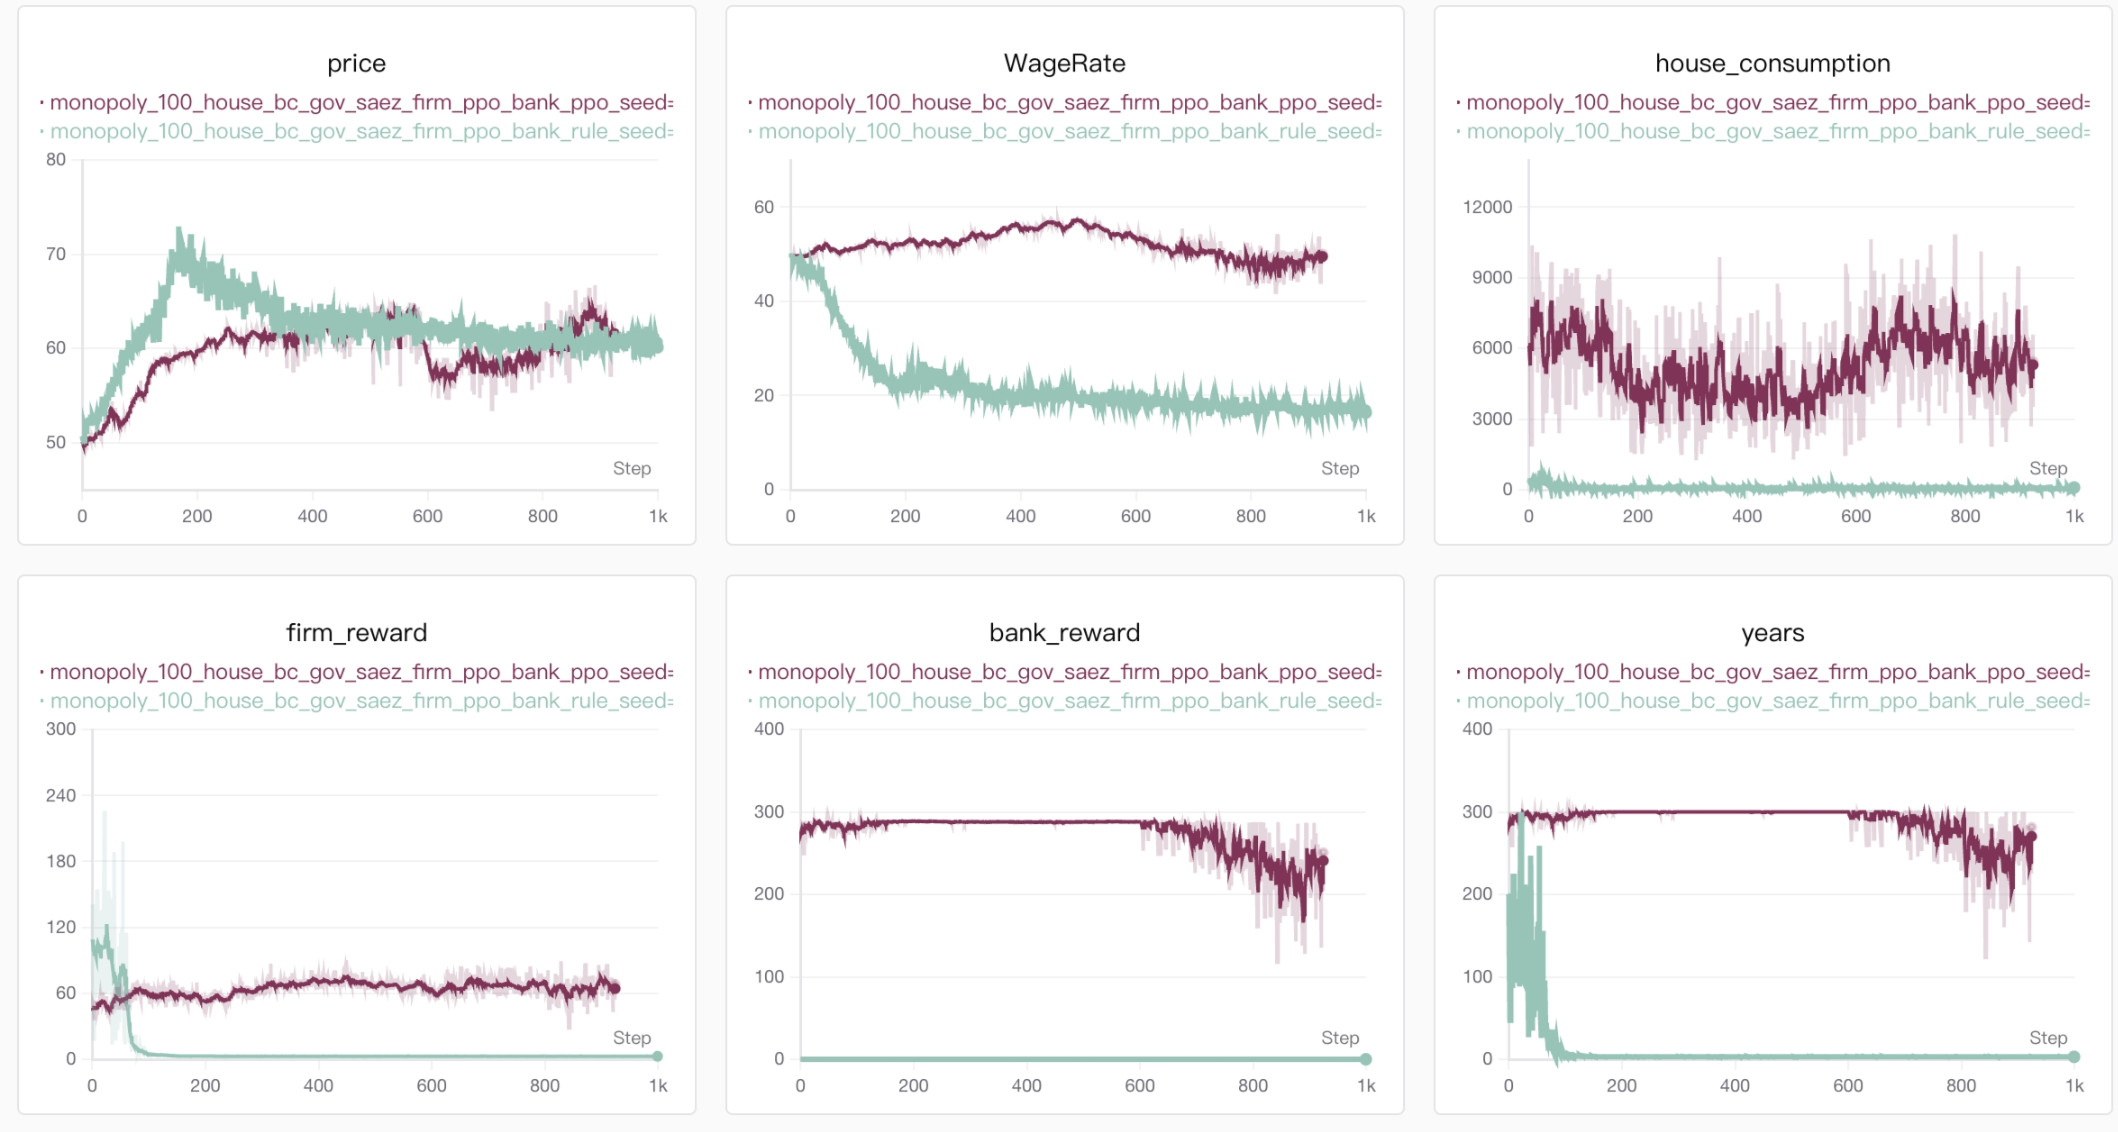 price
· monopoly_100_house_bc_gov_saez_firm_ppo_bank_ppo_seed=
· monopoly_100_house_bc_gov_saez_firm_ppo_bank_rule_seed=
80
70
60
50
Step
0 200 400 600 800 1k
WageRate
· monopoly_100_house_bc_gov_saez_firm_ppo_bank_ppo_seed=
· monopoly_100_house_bc_gov_saez_firm_ppo_bank_rule_seed=
60
40
20
0
Step
0 200 400 600 800 1k
house_consumption
· monopoly_100_house_bc_gov_saez_firm_ppo_bank_ppo_seed=
· monopoly_100_house_bc_gov_saez_firm_ppo_bank_rule_seed=
12000
9000
6000
3000
0
Step
0 200 400 600 800 1k
firm_reward
· monopoly_100_house_bc_gov_saez_firm_ppo_bank_ppo_seed=
· monopoly_100_house_bc_gov_saez_firm_ppo_bank_rule_seed=
300
240
180
120
60
0
Step
0 200 400 600 800 1k
bank_reward
· monopoly_100_house_bc_gov_saez_firm_ppo_bank_ppo_seed=
· monopoly_100_house_bc_gov_saez_firm_ppo_bank_rule_seed=
400
300
200
100
0
Step
0 200 400 600 800 1k
years
· monopoly_100_house_bc_gov_saez_firm_ppo_bank_ppo_seed=
· monopoly_100_house_bc_gov_saez_firm_ppo_bank_rule_seed=
400
300
200
100
0
Step
0 200 400 600 800 1k